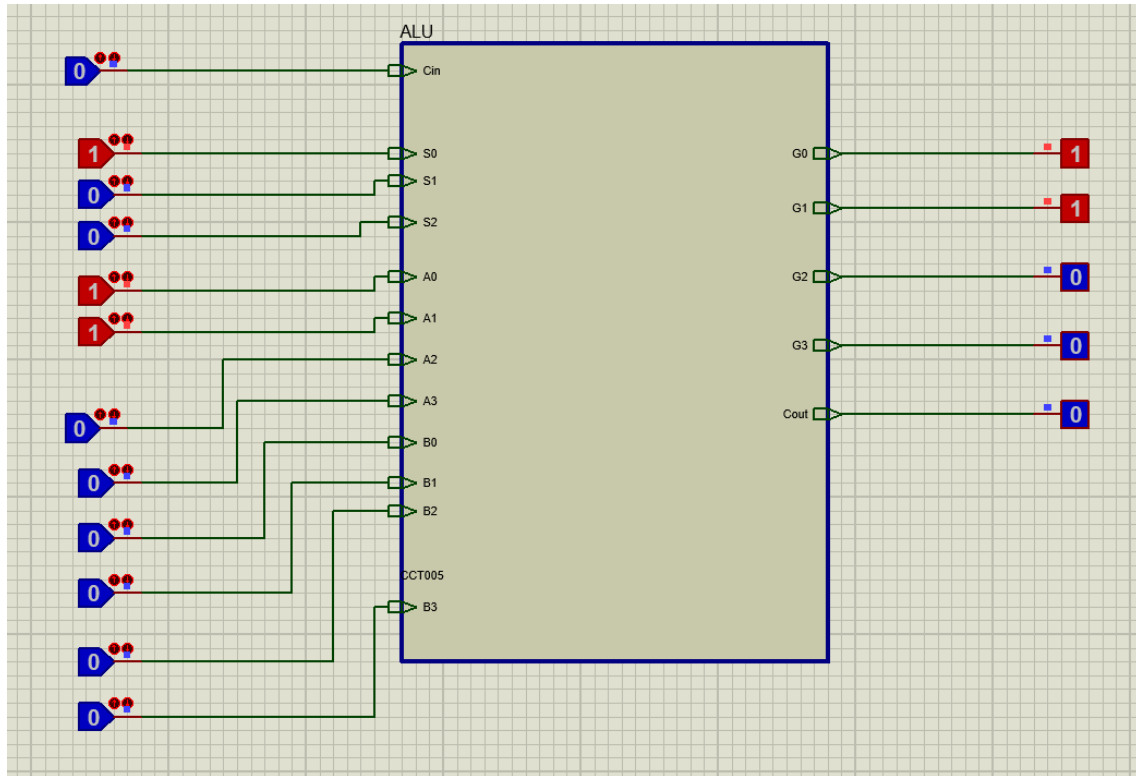 ALU
0 Cin
1 S0 G0 1
0 S1
0 S2 G1 1
1 A0 G2 0
1 A1
A2 G3 0
0 A3 Cout 0
0 B0
0 B1
B2
0 CCT005
0 B3
0